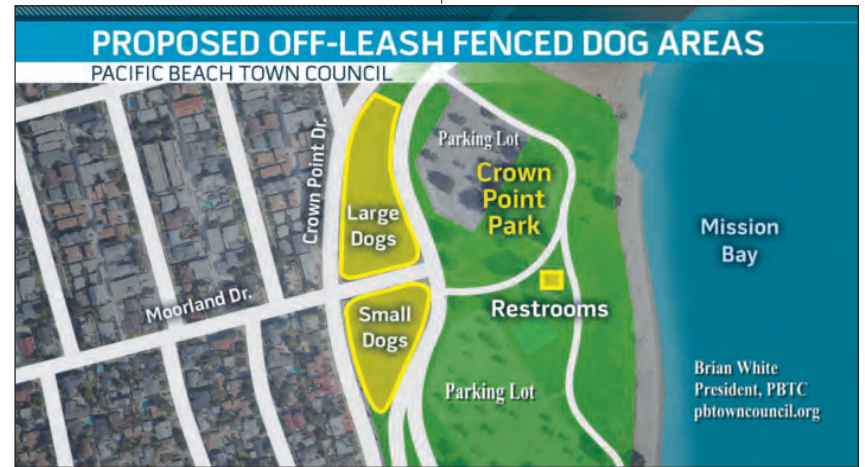 PROPOSED OFF-LEASH FENCED DOG AREAS
PACIFIC BEACH TOWN COUNCIL
Crown Point Dr.
Parking Lot
Crown
Point
Park
Large
Dogs
Mission
Bay
Moorland Dr.
Small
Dogs
Restrooms
Parking Lot
Brian White
President, PBTC
pbtowncouncil.org